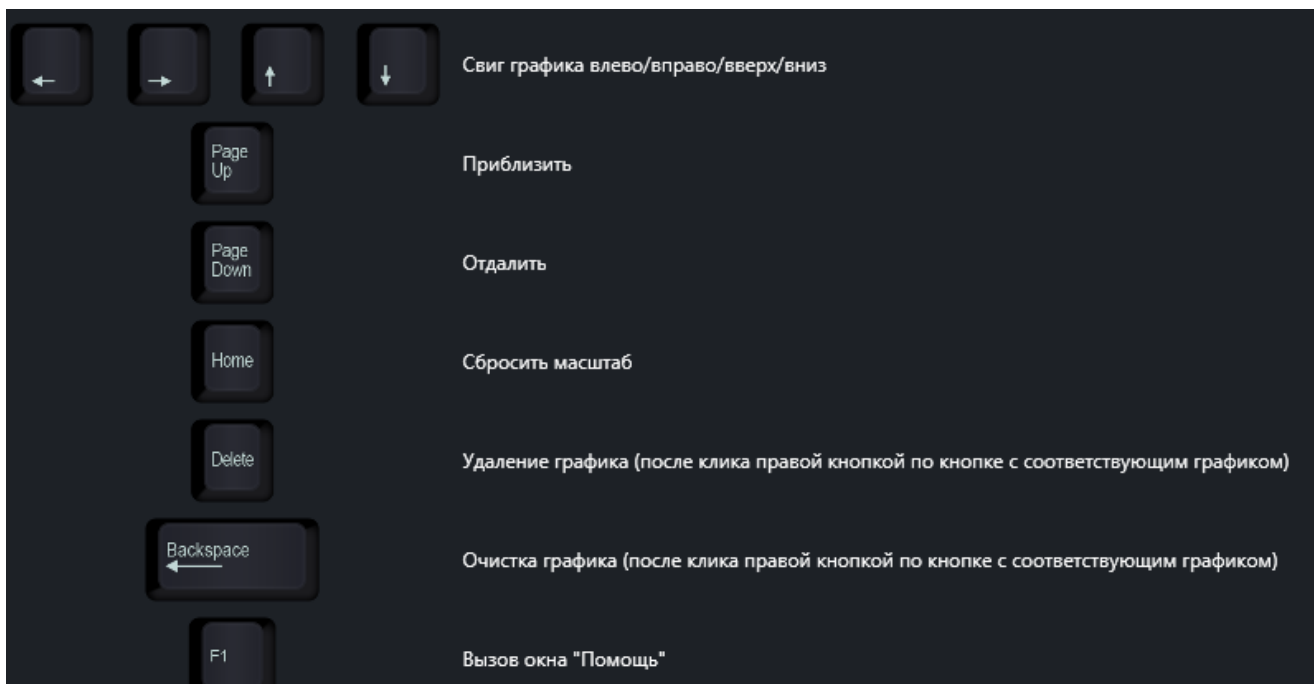 ← → ↑ ↓ Свиг графика влево/вправо/вверх/вниз
Page
Up
Приблизить
Page
Down
Отдалить
Home Сбросить масштаб
Delete Удаление графика (после клика правой кнопкой по кнопке с соответствующим графиком)
Backspace
←
Очистка графика (после клика правой кнопкой по кнопке с соответствующим графиком)
F1 Вызов окна "Помощь"